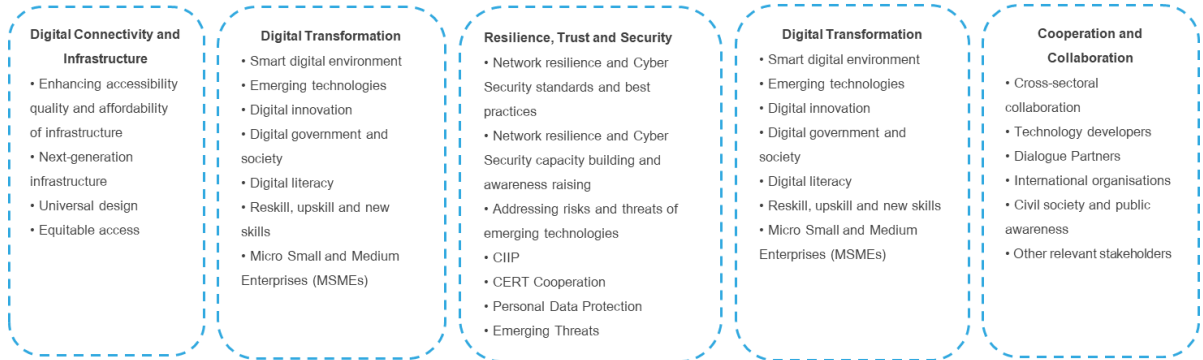 Digital Connectivity and
Infrastructure
• Enhancing accessibility
quality and affordability
of infrastructure
• Next-generation
infrastructure
• Universal design
• Equitable access
Digital Transformation
• Smart digital environment
• Emerging technologies
• Digital innovation
• Digital government and
society
• Digital literacy
• Reskill, upskill and new
skills
• Micro Small and Medium
Enterprises (MSMEs)
Resilience, Trust and Security
• Network resilience and Cyber
Security standards and best
practices
• Network resilience and Cyber
Security capacity building and
awareness raising
• Addressing risks and threats of
emerging technologies
• CIIP
• CERT Cooperation
• Personal Data Protection
• Emerging Threats
Digital Transformation
• Smart digital environment
• Emerging technologies
• Digital innovation
• Digital government and
society
• Digital literacy
• Reskill, upskill and new skills
• Micro Small and Medium
Enterprises (MSMEs)
Cooperation and
Collaboration
• Cross-sectoral
collaboration
• Technology developers
• Dialogue Partners
• International organisations
• Civil society and public
awareness
• Other relevant stakeholders